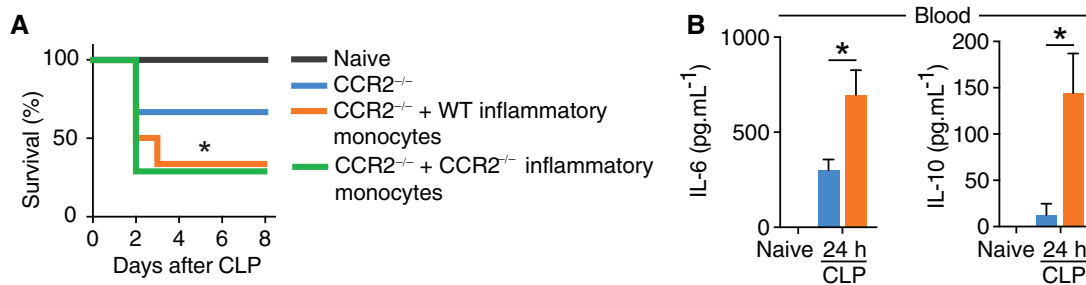 A
Survival (%)
100
50
0
0 2 4 6 8
Days after CLP
*
Naive
CCR2⁻/⁻
CCR2⁻/⁻ + WT inflammatory
monocytes
CCR2⁻/⁻ + CCR2⁻/⁻ inflammatory
monocytes
B
Blood
IL-6 (pg.mL⁻¹)
1000
500
0
*
Naive 24 h
CLP
IL-10 (pg.mL⁻¹)
200
150
100
50
0
*
Naive 24 h
CLP